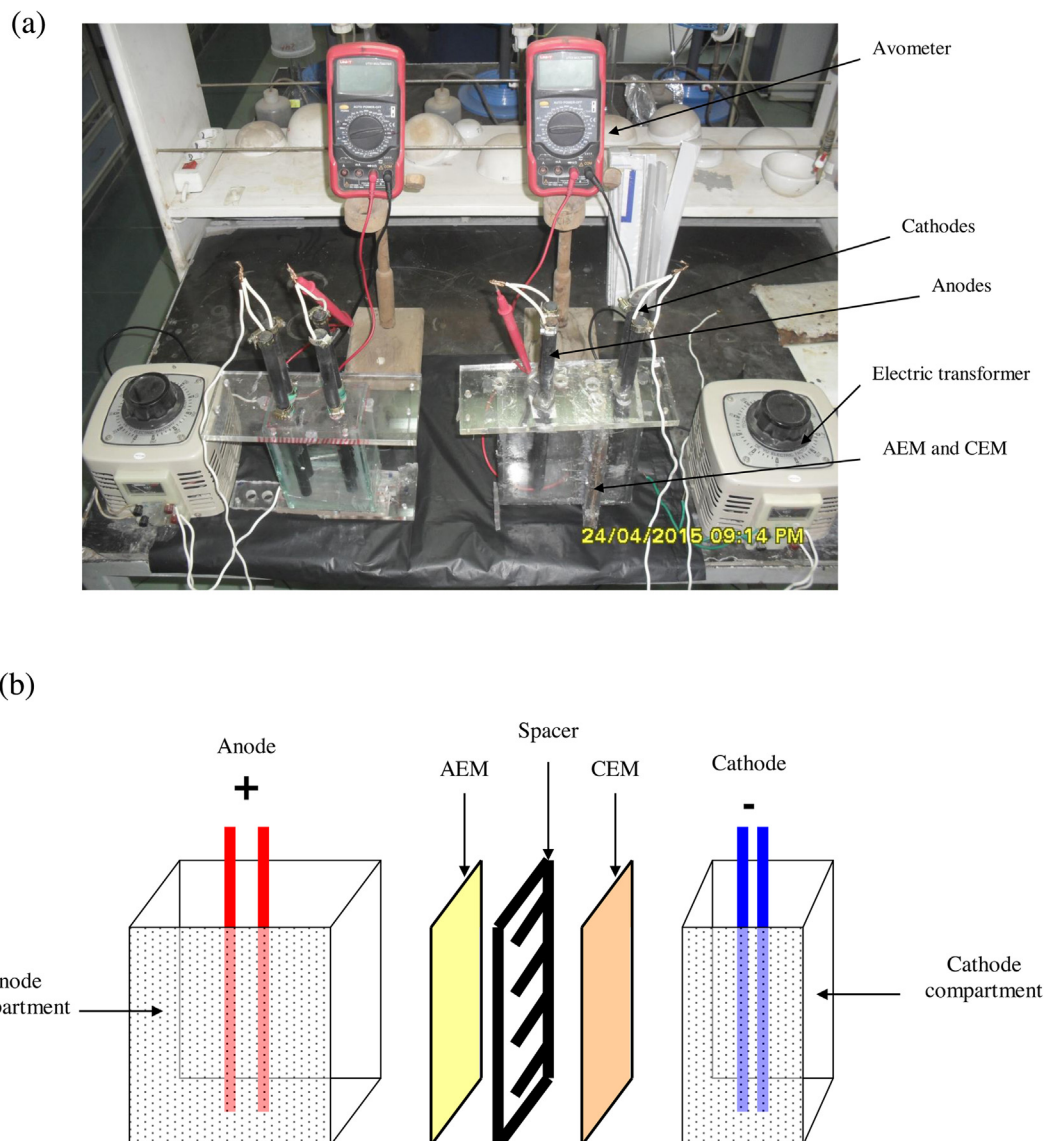 (a)
Avometer
Cathodes
Anodes
Electric transformer
AEM and CEM
24/04/2015 09:14 PM
(b)
Spacer
Anode
AEM
CEM
Cathode
+
-
node
partment
Cathode
compartment